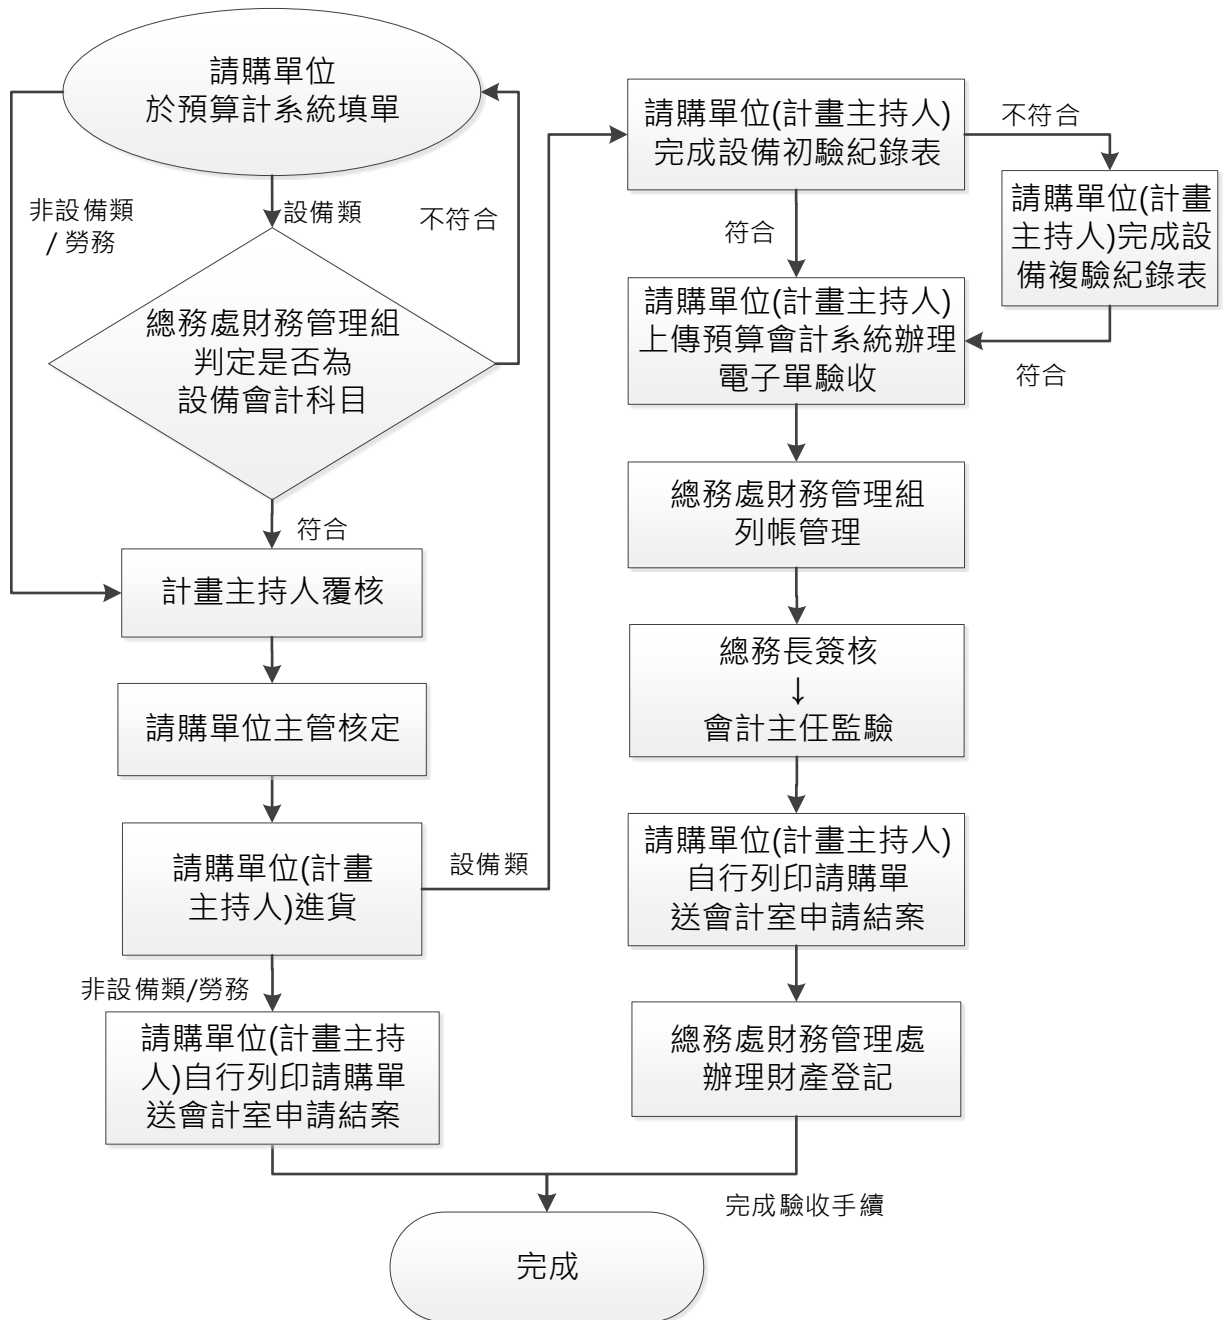 請購單位
於預算計系統填單
非設備類
/ 勞務
設備類
不符合
總務處財務管理組
判定是否為
設備會計科目
符合
計畫主持人覆核
請購單位主管核定
請購單位(計畫
主持人)進貨
設備類
非設備類/勞務
請購單位(計畫主持
人)自行列印請購單
送會計室申請結案
請購單位(計畫主持人)
完成設備初驗紀錄表
不符合
請購單位(計畫
主持人)完成設
備複驗紀錄表
符合
符合
請購單位(計畫主持人)
上傳預算會計系統辦理
電子單驗收
總務處財務管理組
列帳管理
總務長簽核
↓
會計主任監驗
請購單位(計畫主持人)
自行列印請購單
送會計室申請結案
總務處財務管理處
辦理財產登記
完成驗收手續
完成